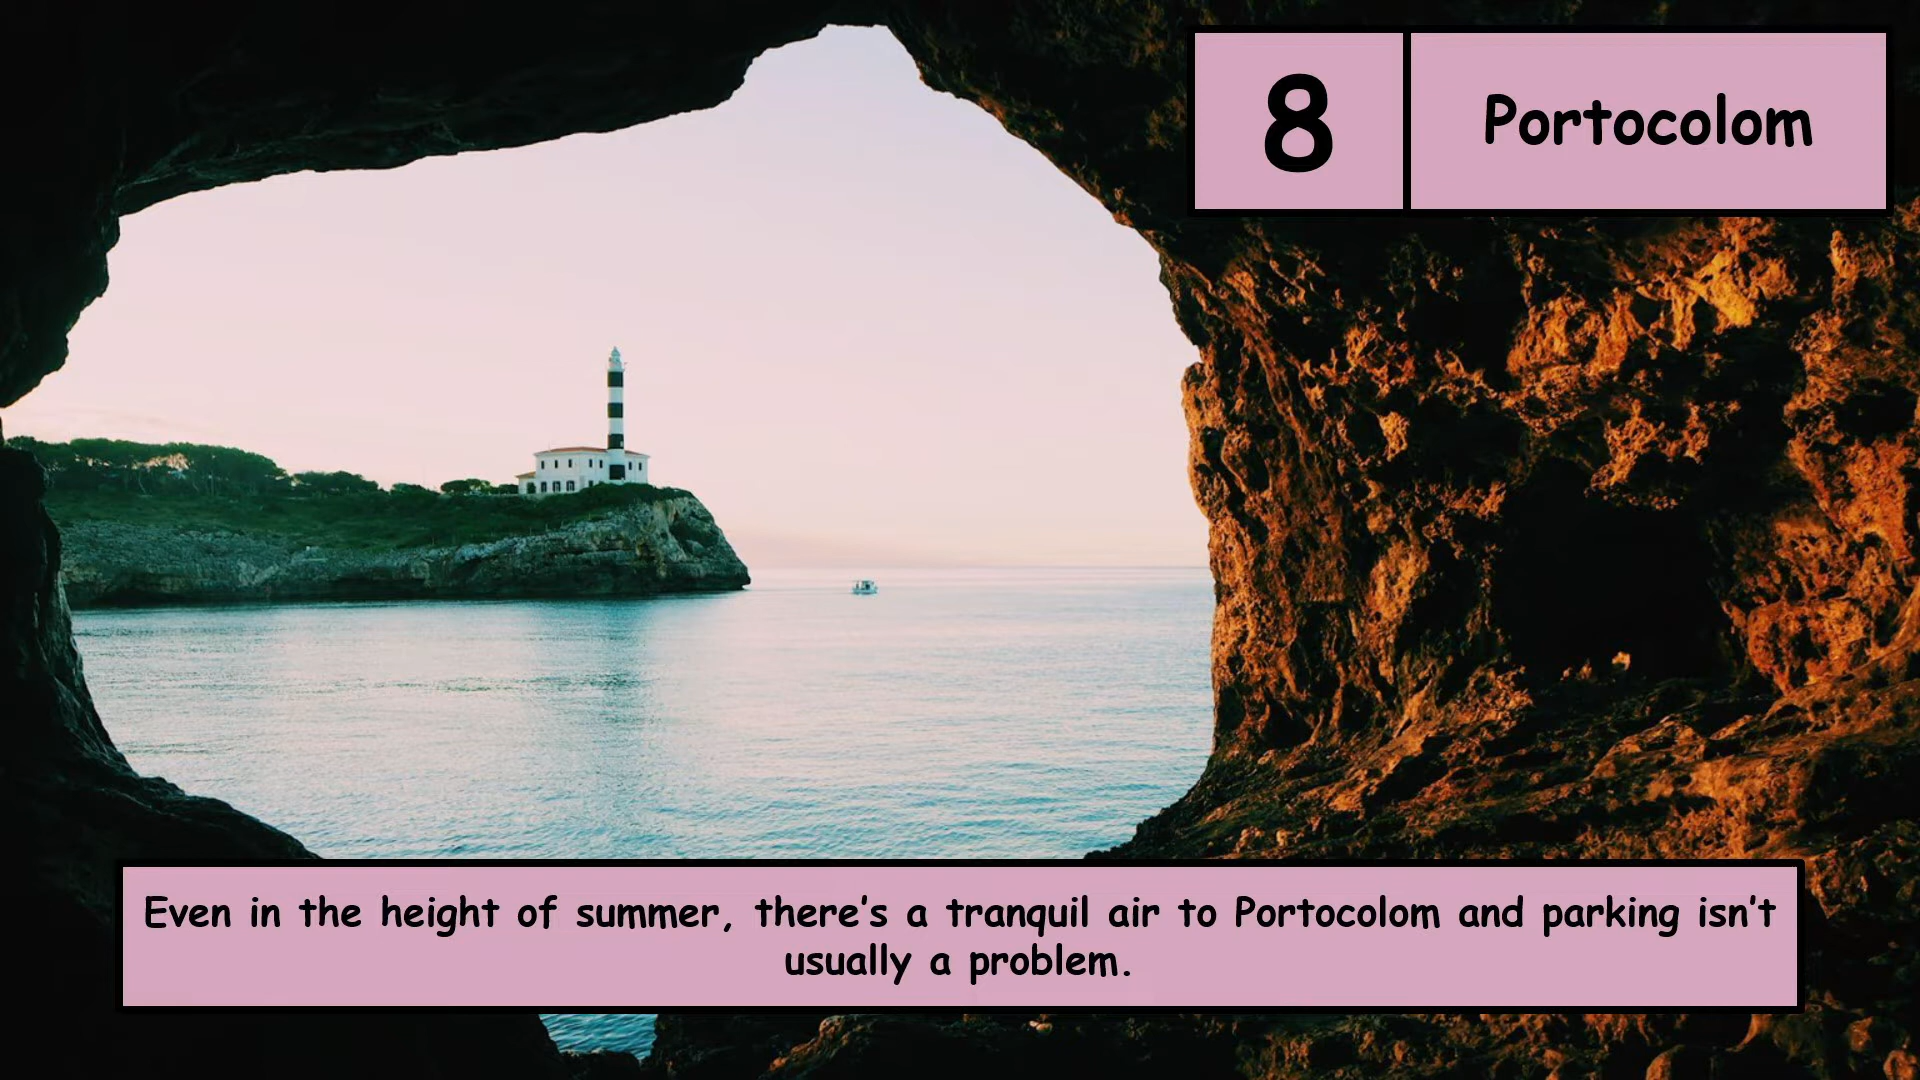 8
Portocolom
Even in the height of summer, there's a tranquil air to Portocolom and parking isn't
usually a problem.